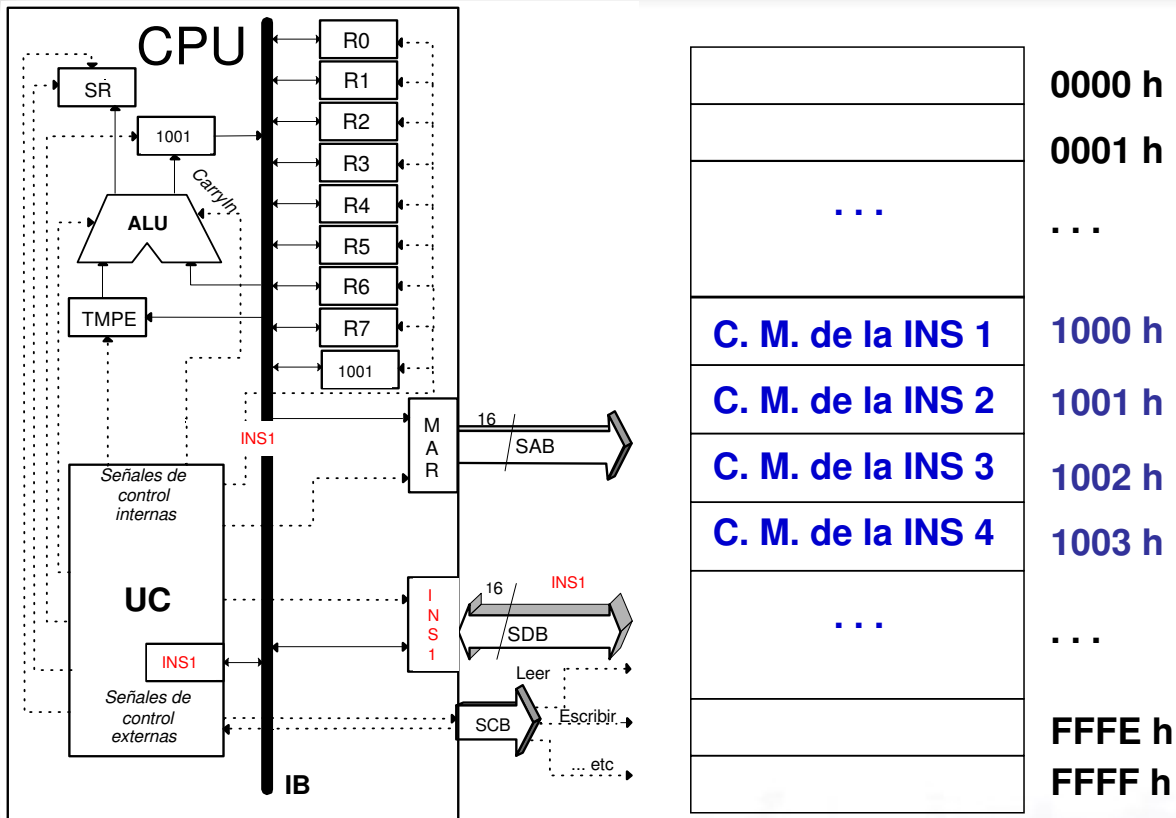 CPU
SR
1001
CarryIn
ALU
TMPE
R0
R1
R2
R3
R4
R5
R6
R7
1001
INS1
M
A
R
16
SAB
Señales de
control
internas
UC
INS1
Señales de
control
externas
I
N
S
1
16
INS1
SDB
Leer
SCB
Escribir
... etc
IB
0000 h
0001 h
. . .
. . .
C. M. de la INS 1
1000 h
C. M. de la INS 2
1001 h
C. M. de la INS 3
1002 h
C. M. de la INS 4
1003 h
. . .
. . .
FFFE h
FFFF h